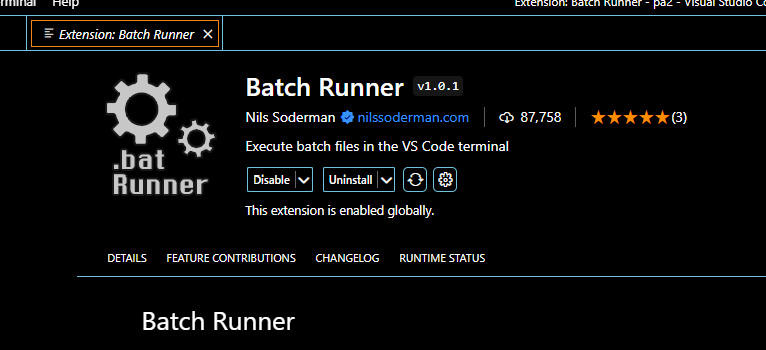 rminal Help
Extension: Batch Runner - pa2 - Visual Studio Co
Extension: Batch Runner
.bat
Runner
Batch Runner v1.0.1
Nils Soderman nilssoderman.com 87,758 (3)
Execute batch files in the VS Code terminal
Disable Uninstall
This extension is enabled globally.
DETAILS FEATURE CONTRIBUTIONS CHANGELOG RUNTIME STATUS
Batch Runner